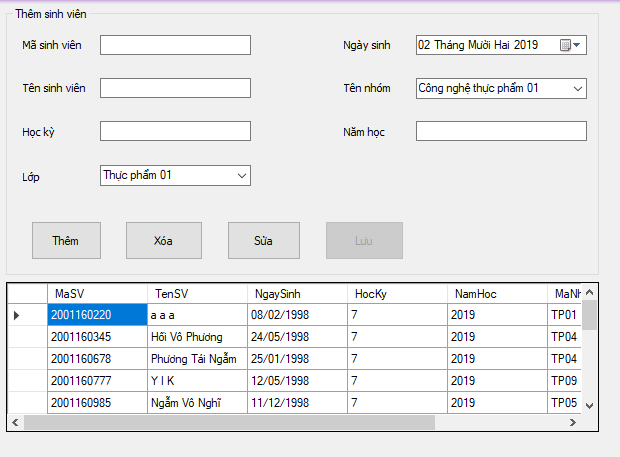 Thêm sinh viên
Mã sinh viên
Ngày sinh 02 Tháng Mười Hai 2019
Tên sinh viên
Tên nhóm Công nghệ thực phẩm 01
Học kỳ
Năm học
Lớp Thực phẩm 01
Thêm Xóa Sửa Lưu
MaSV TenSV NgaySinh HocKy NamHoc MaNh
2001160220 a a a 08/02/1998 7 2019 TP01
2001160345 Hối Vô Phương 24/05/1998 7 2019 TP04
2001160678 Phương Tái Ngẫm 25/01/1998 7 2019 TP04
2001160777 Y I K 12/05/1998 7 2019 TP09
2001160985 Ngẫm Vô Nghĩ 11/12/1998 7 2019 TP05